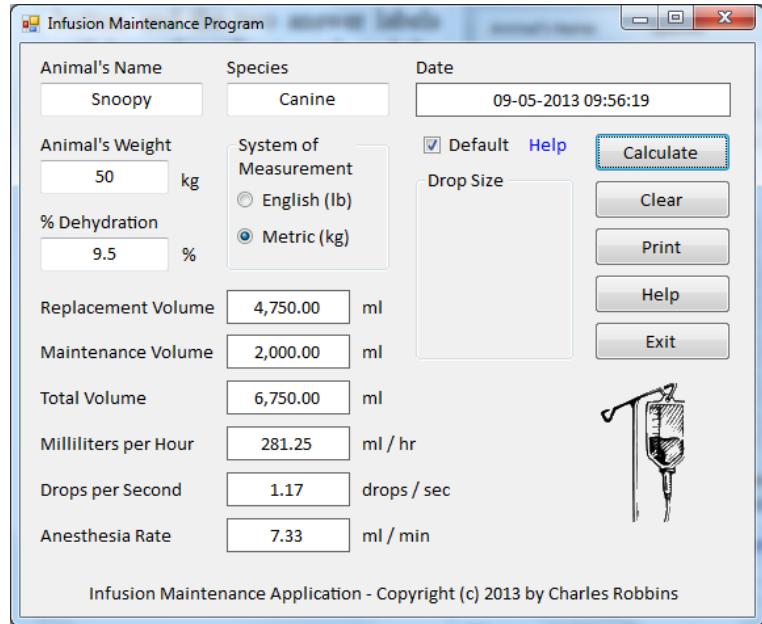 Infusion Maintenance Program
Animal's Name Species Date
Snoopy Canine 09-05-2013 09:56:19
Animal's Weight
50 kg
% Dehydration
9.5 %
System of
Measurement
English (lb)
Metric (kg)
Default Help
Drop Size
Calculate
Clear
Print
Help
Exit
Replacement Volume 4,750.00 ml
Maintenance Volume 2,000.00 ml
Total Volume 6,750.00 ml
Milliliters per Hour 281.25 ml / hr
Drops per Second 1.17 drops / sec
Anesthesia Rate 7.33 ml / min
Infusion Maintenance Application - Copyright (c) 2013 by Charles Robbins